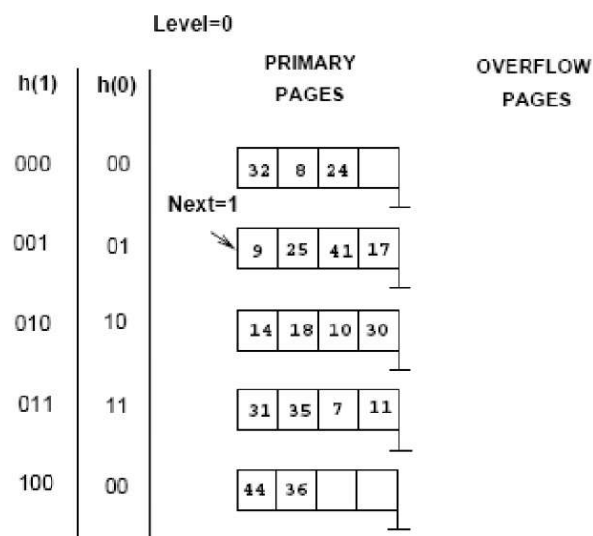 Level=0
h(1) h(0) PRIMARY PAGES OVERFLOW PAGES
000 00 32 8 24
Next=1
001 01 9 25 41 17
010 10 14 18 10 30
011 11 31 35 7 11
100 00 44 36